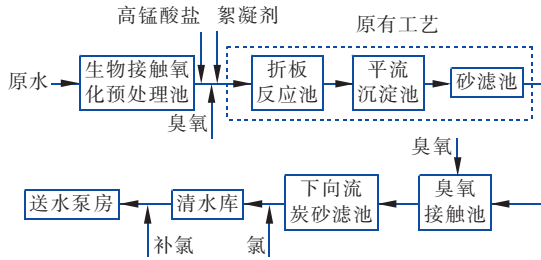 高锰酸盐 絮凝剂
原有工艺
原水
生物接触氧
化预处理池
折板
反应池
平流
沉淀池
砂滤池
臭氧
臭氧
送水泵房
清水库
下向流
炭砂滤池
臭氧
接触池
补氯
氯